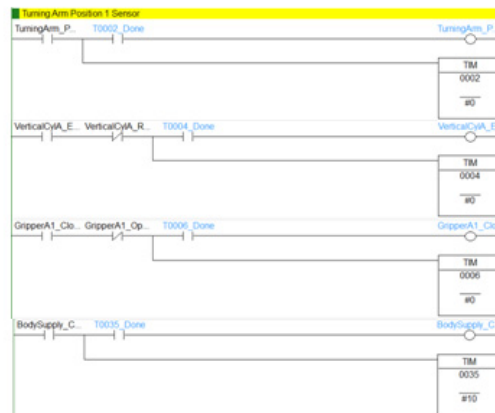 Turning Arm Position 1 Sensor
TurningArm_P... T0002_Done TurningArm_P
TIM
0002
#0
VerticalCylA_E... VerticalCylA_R... T0004_Done VerticalCylA_E
TIM
0004
#0
GripperA1_Clo... GripperA1_Op... T0006_Done GripperA1_Clo
TIM
0006
#0
BodySupply_C... T0035_Done BodySupply_C
TIM
0035
#10